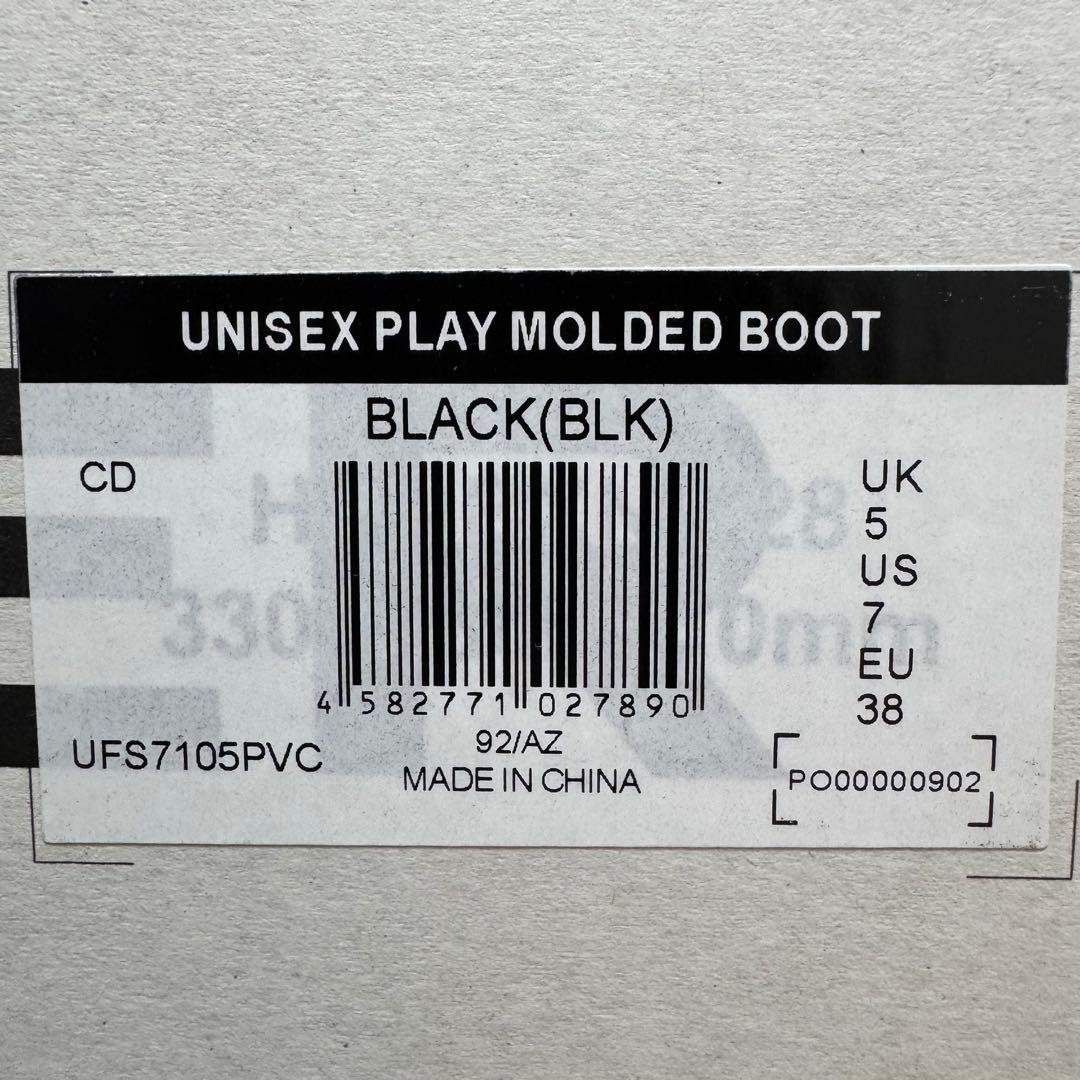 UNISEX PLAY MOLDED BOOT
BLACK(BLK)
CD
UK
5
US
7
EU
38
4 582771 027890
UFS7105PVC
92/AZ
MADE IN CHINA
PO00000902